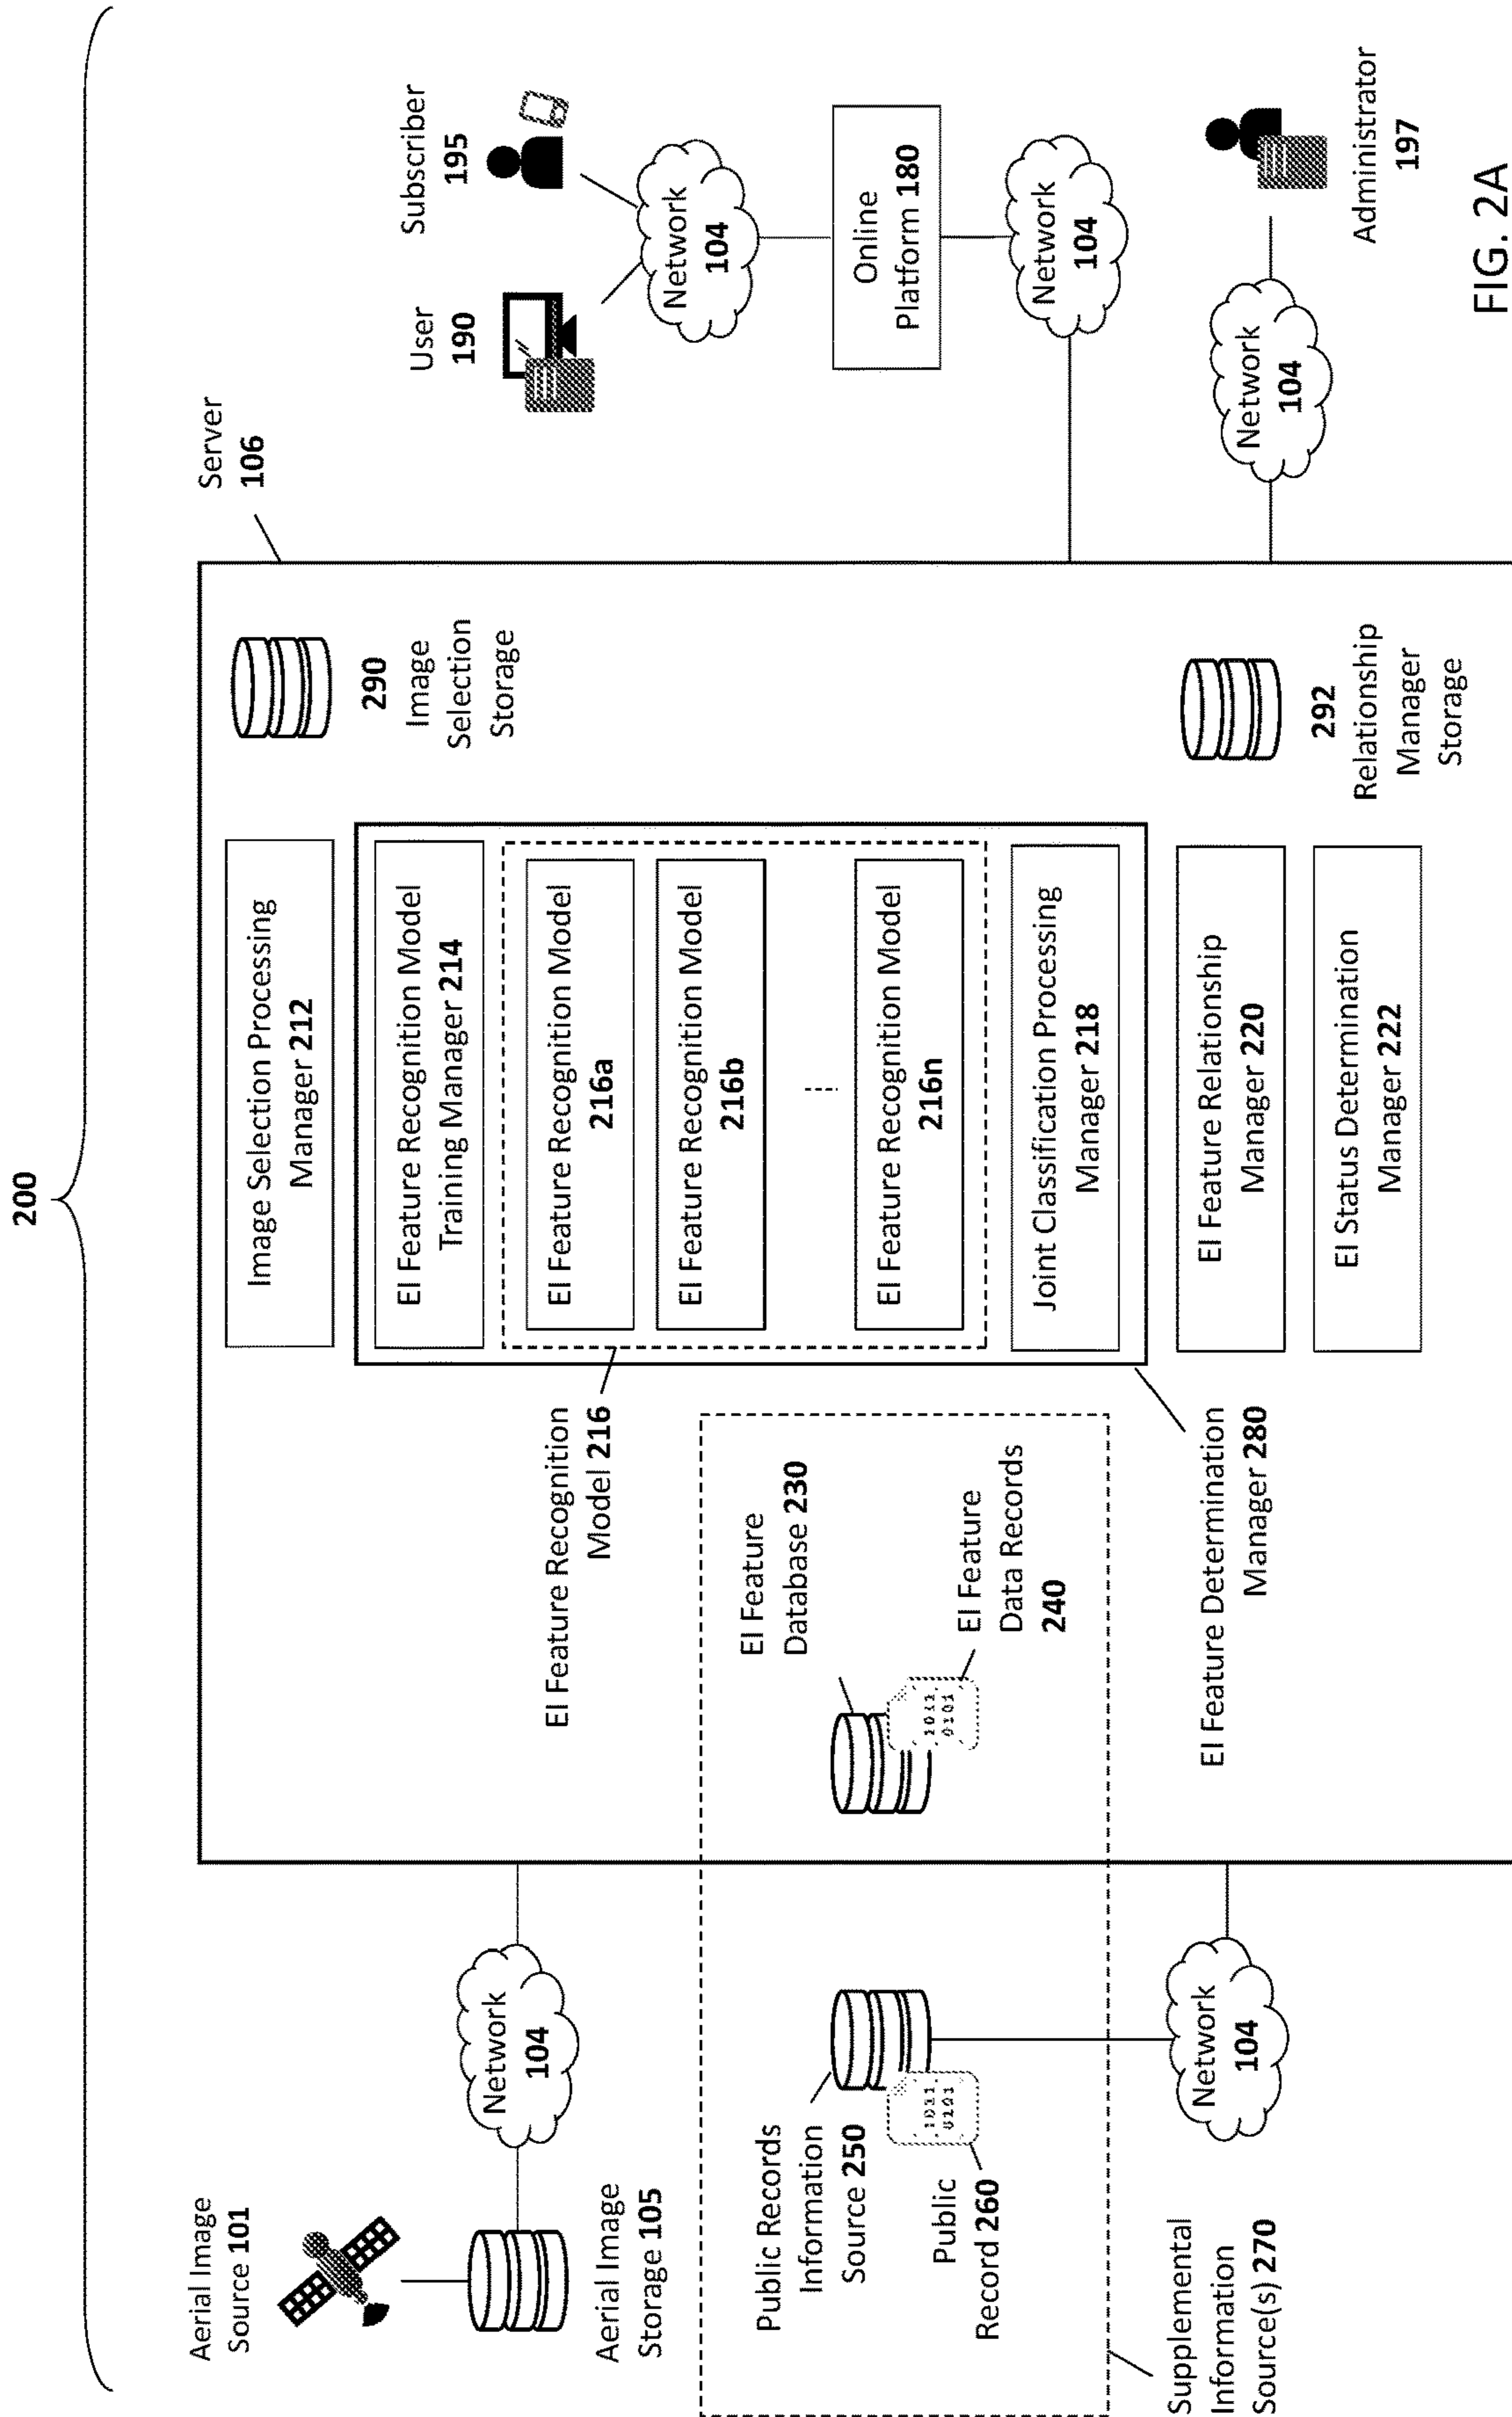 200
Aerial Image
Source 101
Aerial Image
Storage 105
Network
104
Public Records
Information
Source 250
1011
0101
Public
Record 260
Supplemental
Information
Source(s) 270
Network
104
Server
106
EI Feature Recognition
Model 216
EI Feature
Database 230
1011
0101
EI Feature
Data Records
240
EI Feature Determination
Manager 280
Image Selection Processing
Manager 212
EI Feature Recognition Model
Training Manager 214
EI Feature Recognition Model
216a
EI Feature Recognition Model
216b
EI Feature Recognition Model
216n
Joint Classification Processing
Manager 218
EI Feature Relationship
Manager 220
EI Status Determination
Manager 222
290
Image
Selection
Storage
292
Relationship
Manager
Storage
User
190
Subscriber
195
Network
104
Online
Platform 180
Network
104
Network
104
Administrator
197
FIG. 2A